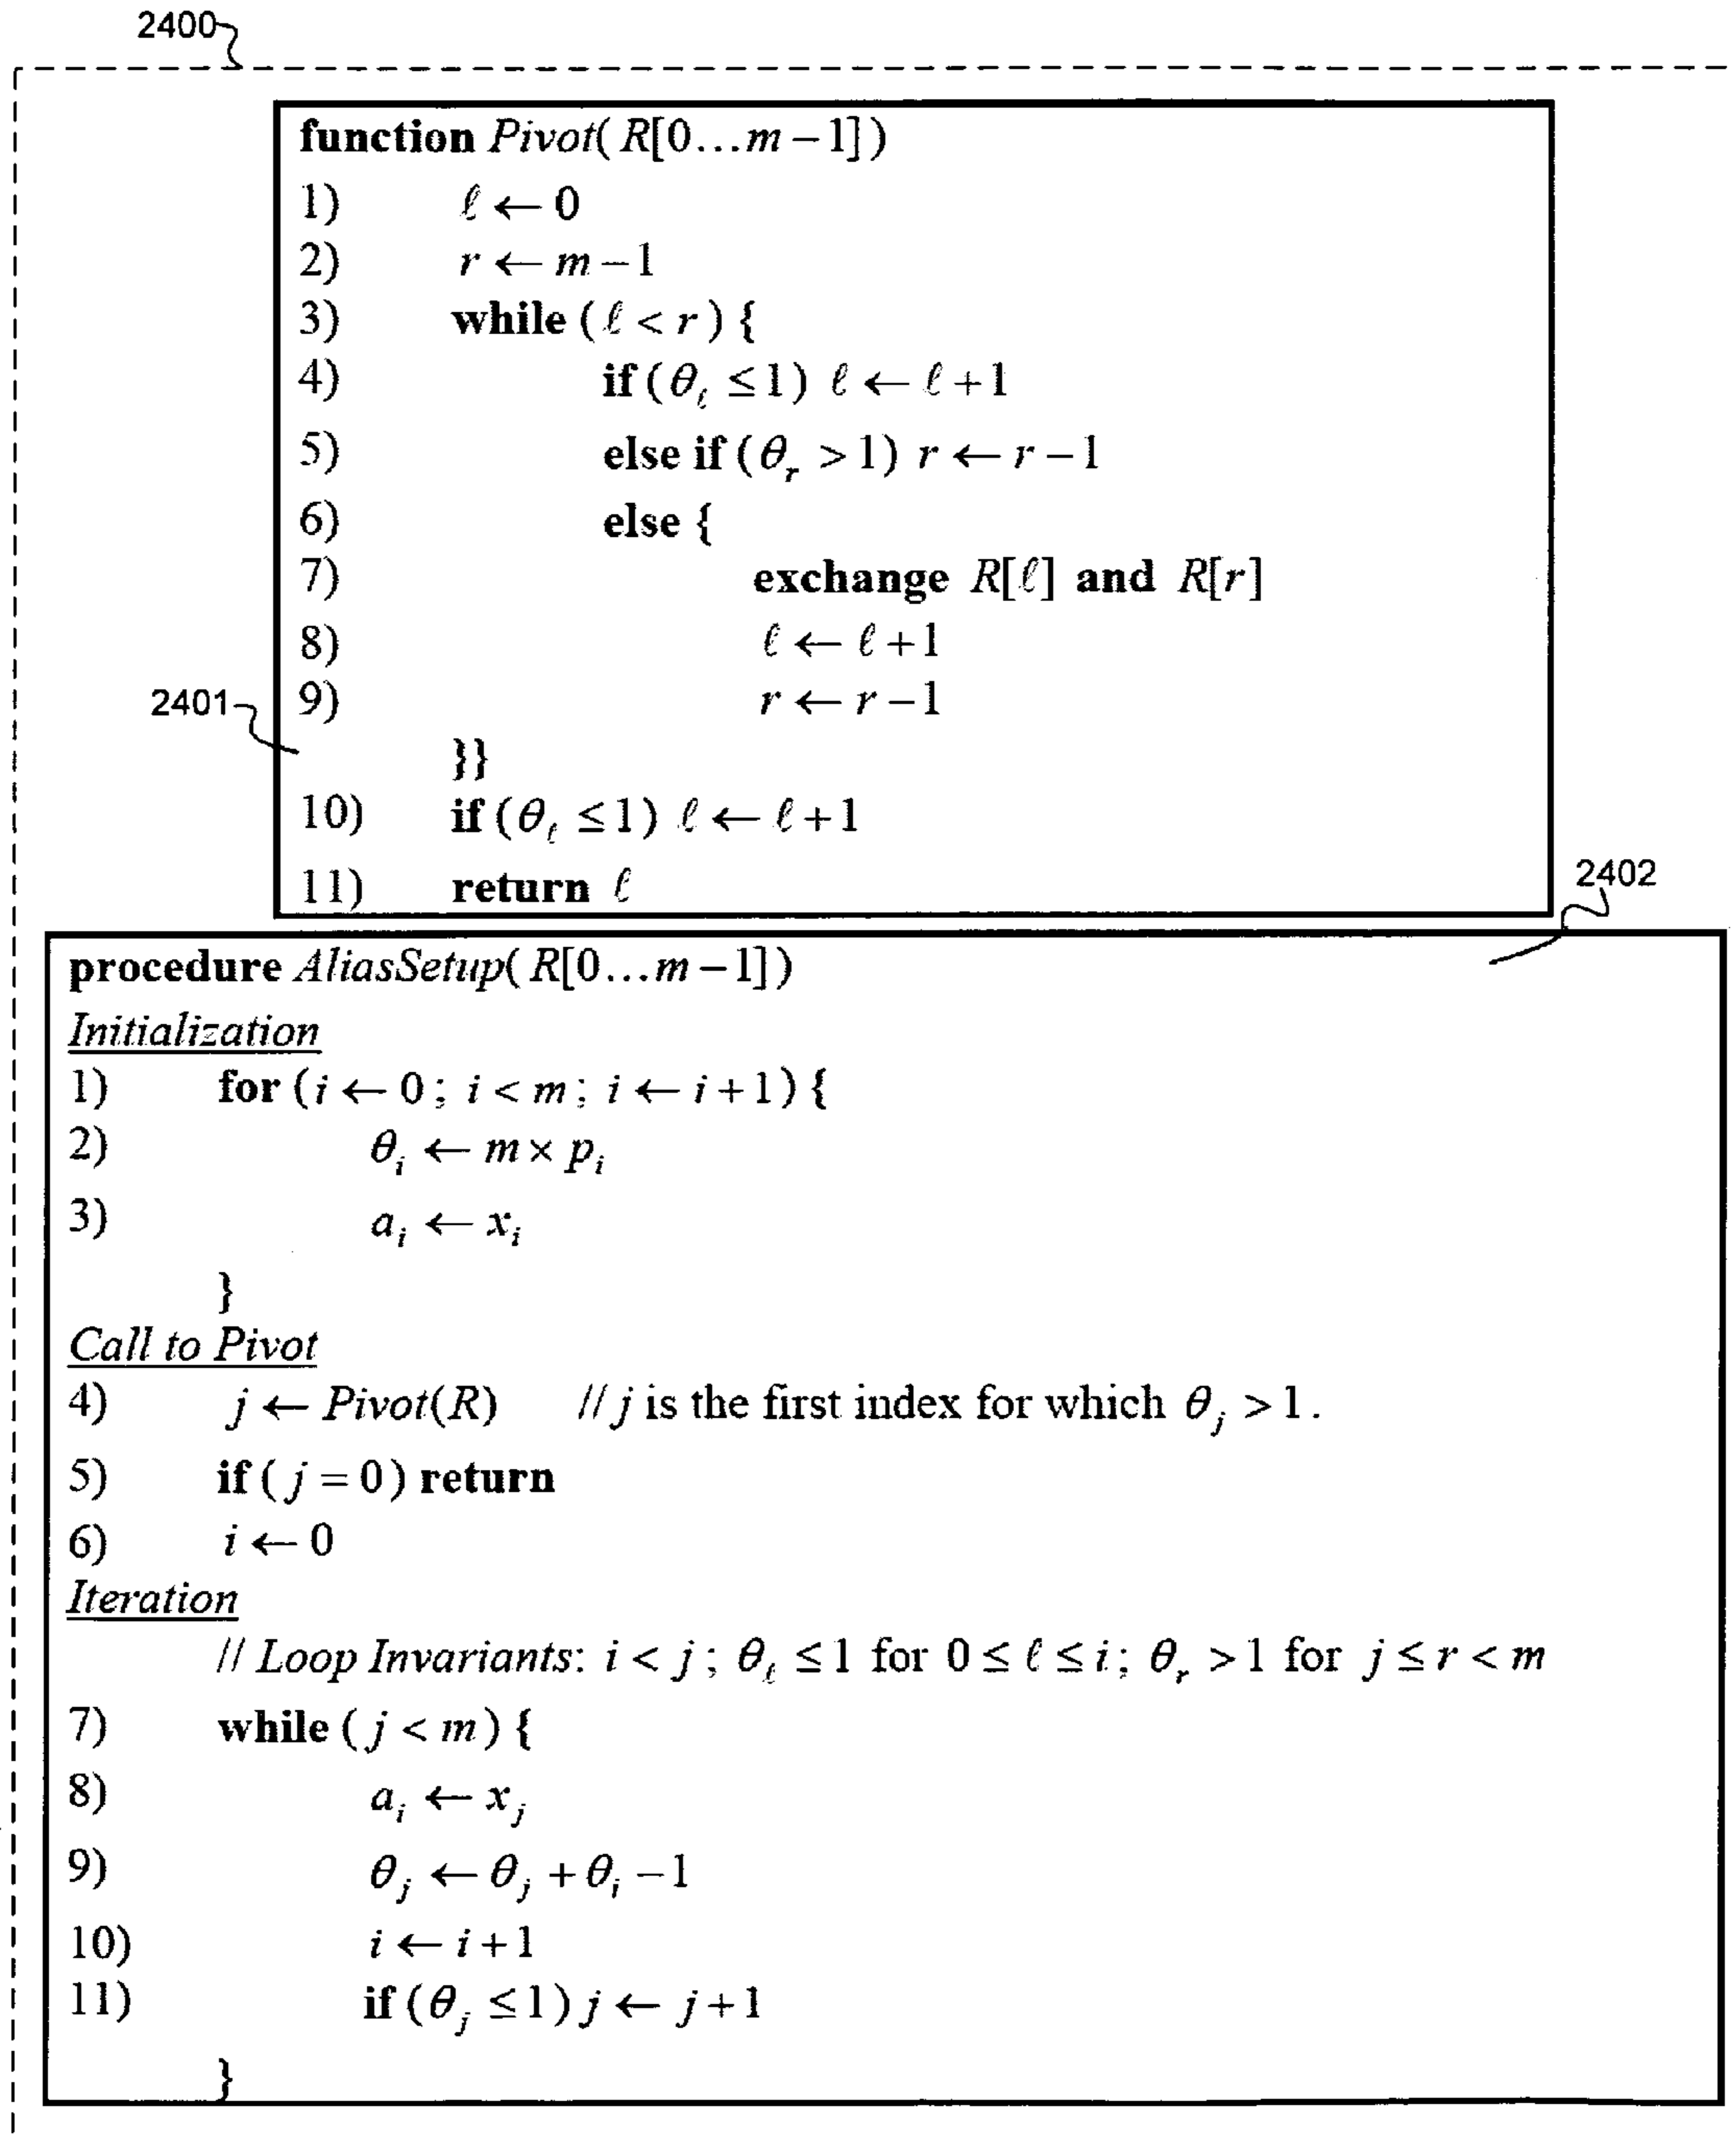 2400
function Pivot( R[0…m−1])
1) ℓ ← 0
2) r ← m−1
3) while ( ℓ < r ) {
4) if ( θ_ℓ ≤ 1) ℓ ← ℓ+1
5) else if ( θ_r > 1) r ← r−1
6) else {
7) exchange R[ℓ] and R[r]
8) ℓ ← ℓ+1
2401
9) r ← r−1
}}
10) if ( θ_ℓ ≤ 1) ℓ ← ℓ+1
11) return ℓ
2402
procedure AliasSetup( R[0…m−1])
Initialization
1) for ( i ← 0 ; i < m ; i ← i+1 ) {
2) θ_i ← m × p_i
3) a_i ← x_i
}
Call to Pivot
4) j ← Pivot(R) // j is the first index for which θ_j > 1.
5) if ( j = 0 ) return
6) i ← 0
Iteration
// Loop Invariants: i < j ; θ_ℓ ≤ 1 for 0 ≤ ℓ ≤ i ; θ_r > 1 for j ≤ r < m
7) while ( j < m ) {
8) a_i ← x_j
9) θ_j ← θ_j + θ_i − 1
10) i ← i+1
11) if ( θ_j ≤ 1) j ← j+1
}